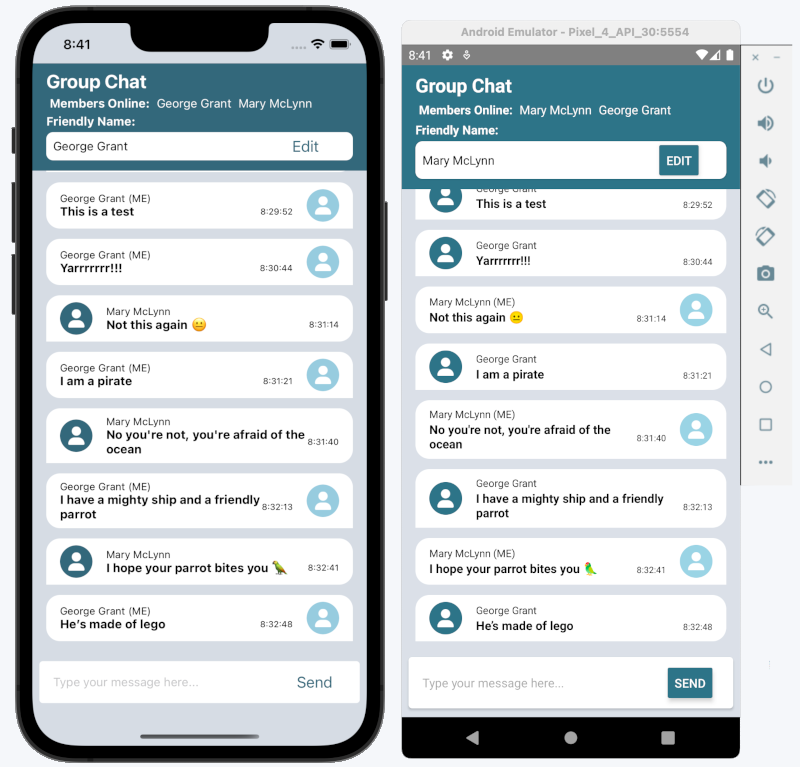 8:41
Group Chat
Members Online: George Grant Mary McLynn
Friendly Name:
George Grant Edit
George Grant (ME)
This is a test 8:29:52
George Grant (ME)
Yarrrrrrr!!! 8:30:44
Mary McLynn
Not this again 😐 8:31:14
George Grant (ME)
I am a pirate 8:31:21
Mary McLynn
No you're not, you're afraid of the
ocean 8:31:40
George Grant (ME)
I have a mighty ship and a friendly
parrot 8:32:13
Mary McLynn
I hope your parrot bites you 🦜 8:32:41
George Grant (ME)
He's made of lego 8:32:48
Type your message here... Send
Android Emulator - Pixel_4_API_30:5554
8:41
Group Chat
Members Online: Mary McLynn George Grant
Friendly Name:
Mary McLynn EDIT
George Grant
This is a test 8:29:52
George Grant
Yarrrrrrr!!! 8:30:44
Mary McLynn (ME)
Not this again 😐 8:31:14
George Grant
I am a pirate 8:31:21
Mary McLynn (ME)
No you're not, you're afraid of the
ocean 8:31:40
George Grant
I have a mighty ship and a friendly
parrot 8:32:13
Mary McLynn (ME)
I hope your parrot bites you 🦜 8:32:41
George Grant
He's made of lego 8:32:48
Type your message here... SEND